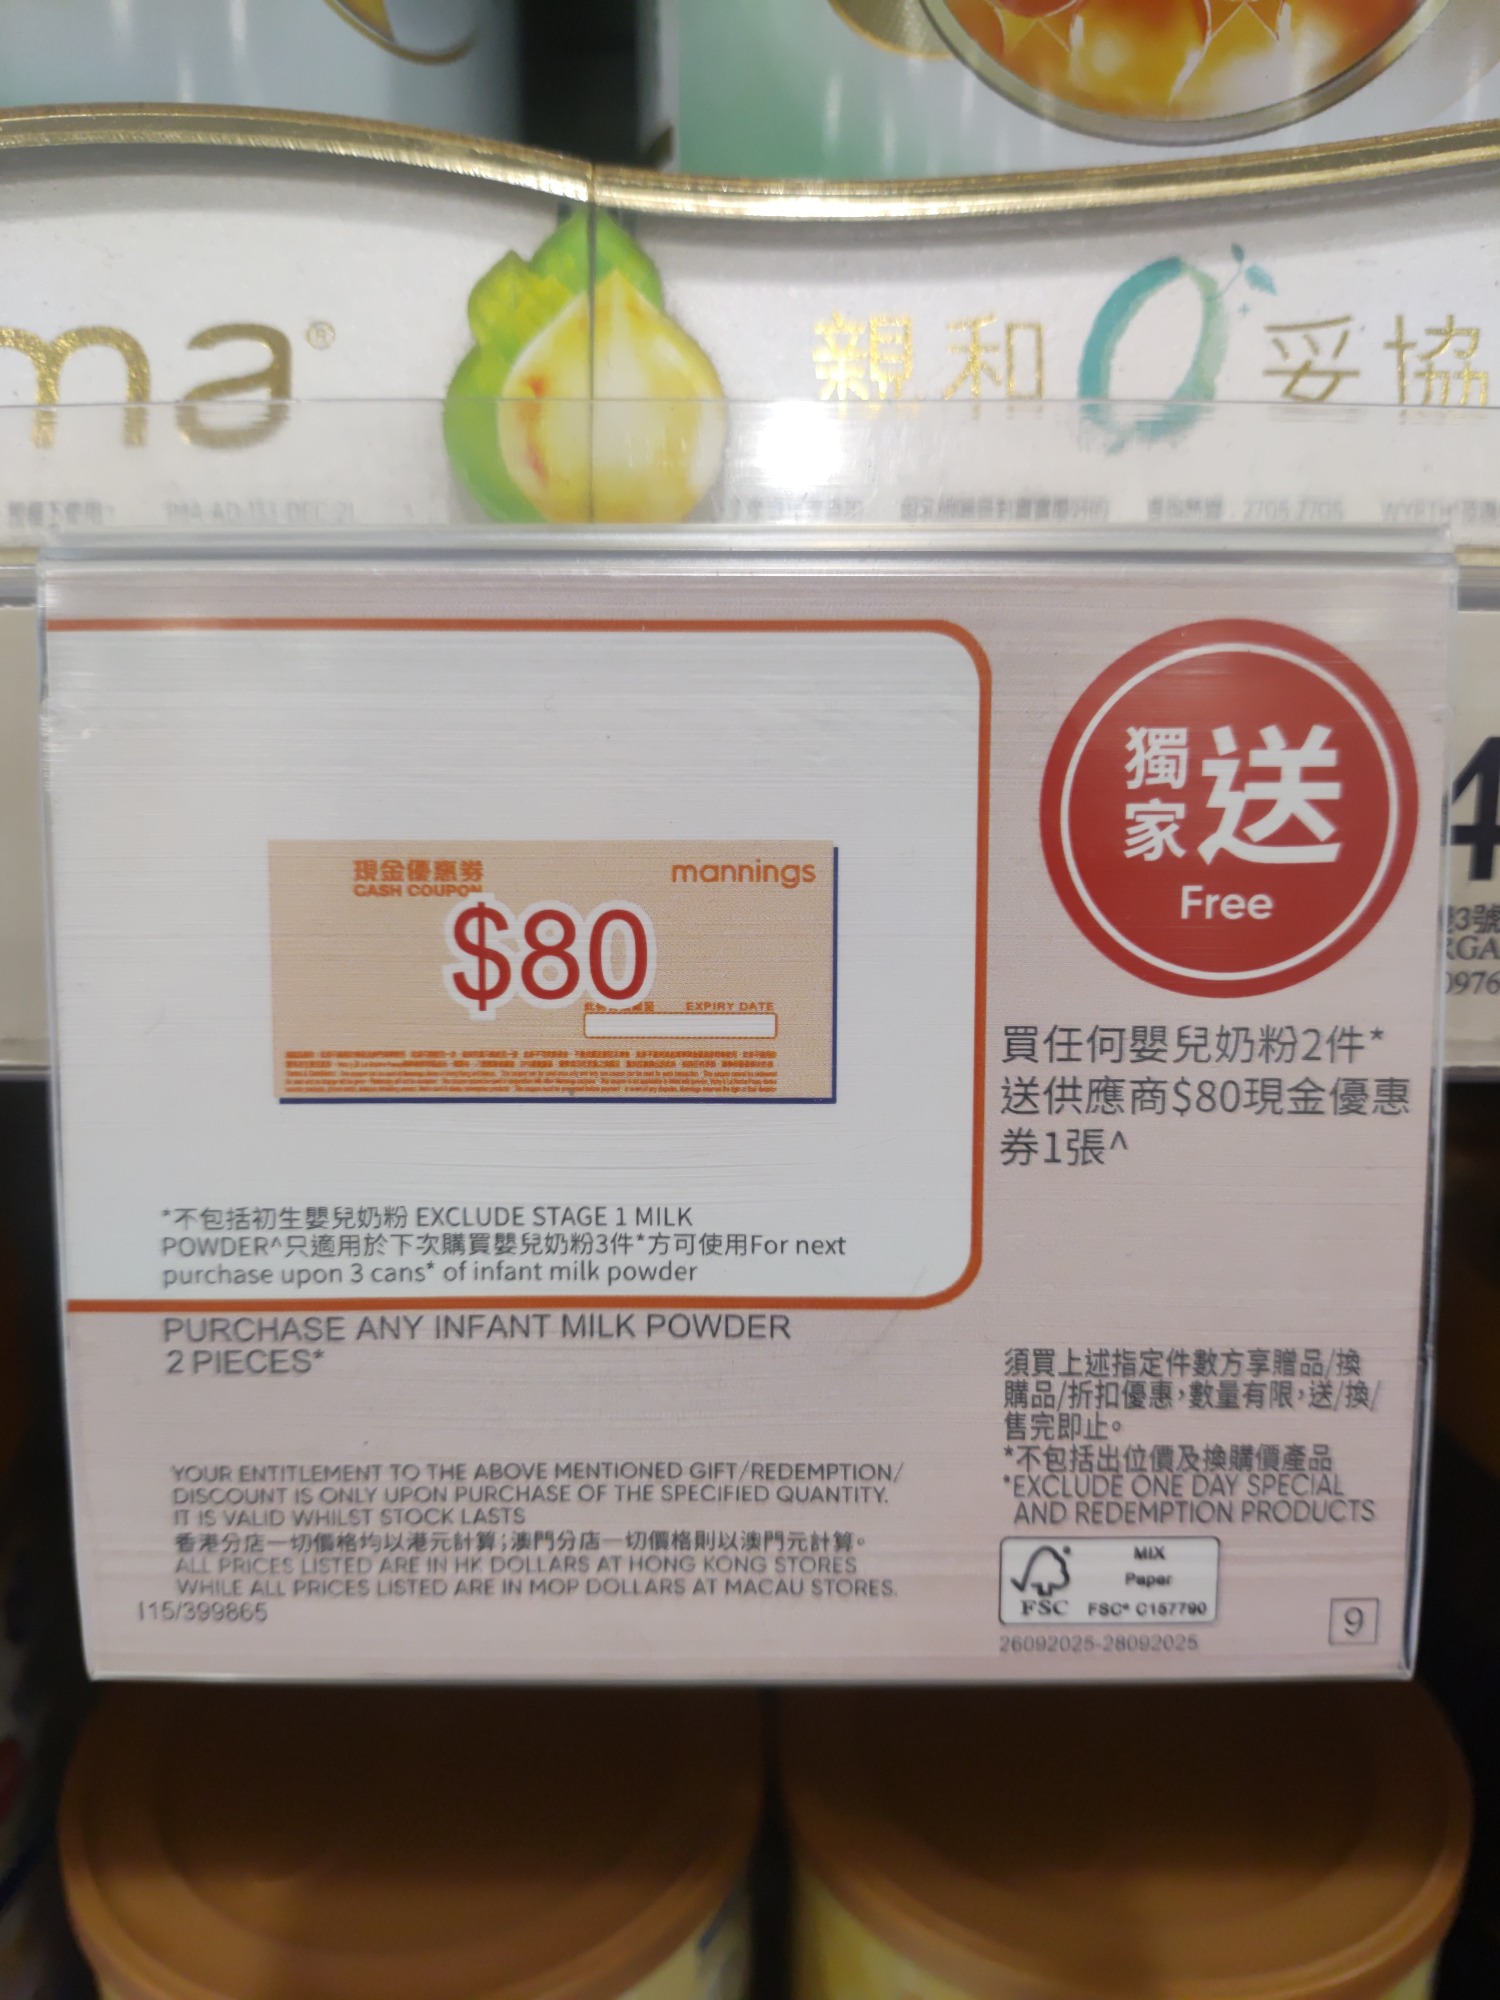 ma®
親和 妥協
PMA-AD-133-DEC-21
2705 7705
獨家 送
Free
現金優惠券
CASH COUPON
mannings
$80
EXPIRY DATE
4
3號
0976
買任何嬰兒奶粉2件*
送供應商$80現金優惠
券1張^
*不包括初生嬰兒奶粉 EXCLUDE STAGE 1 MILK
POWDER^只適用於下次購買嬰兒奶粉3件*方可使用For next
purchase upon 3 cans* of infant milk powder
PURCHASE ANY INFANT MILK POWDER
2 PIECES*
須買上述指定件數方享贈品/換
購品/折扣優惠,數量有限,送/換/
售完即止。
*不包括出位價及換購價產品
*EXCLUDE ONE DAY SPECIAL
AND REDEMPTION PRODUCTS
YOUR ENTITLEMENT TO THE ABOVE MENTIONED GIFT/REDEMPTION/
DISCOUNT IS ONLY UPON PURCHASE OF THE SPECIFIED QUANTITY.
IT IS VALID WHILST STOCK LASTS
香港分店一切價格均以港元計算;澳門分店一切價格則以澳門元計算。
ALL PRICES LISTED ARE IN HK DOLLARS AT HONG KONG STORES
WHILE ALL PRICES LISTED ARE IN MOP DOLLARS AT MACAU STORES.
115/399865
MIX
Paper
FSC FSC® C157790
26092025-28092025
9